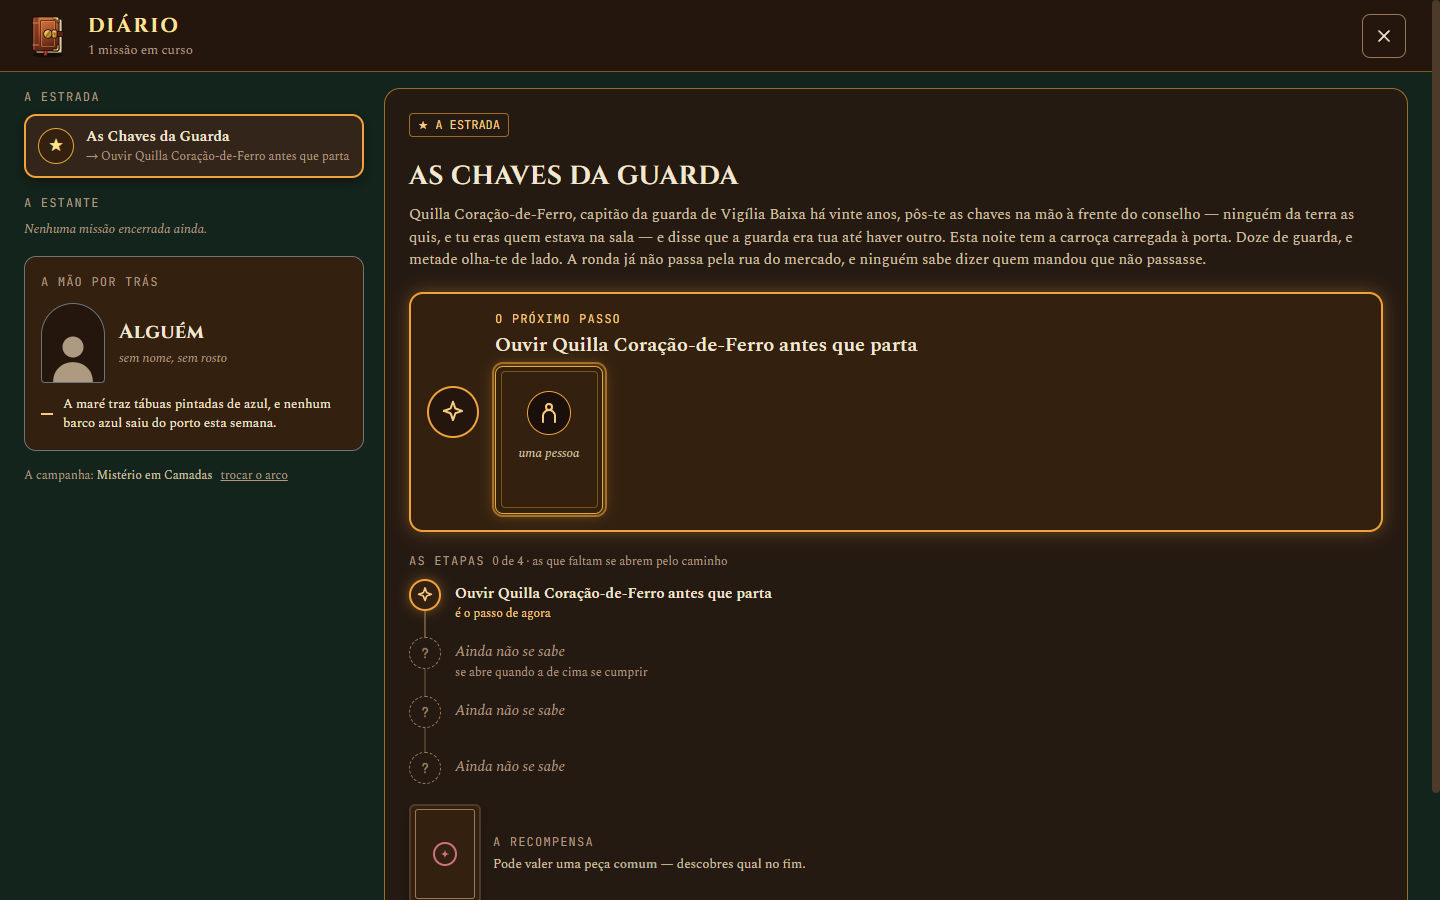 DIÁRIO
1 missão em curso
A ESTRADA
As Chaves da Guarda
→ Ouvir Quilla Coração-de-Ferro antes que parta
A ESTANTE
Nenhuma missão encerrada ainda.
A MÃO POR TRÁS
ALGUÉM
sem nome, sem rosto
A maré traz tábuas pintadas de azul, e nenhum
barco azul saiu do porto esta semana.
A campanha: Mistério em Camadas trocar o arco
★ A ESTRADA
AS CHAVES DA GUARDA
Quilla Coração-de-Ferro, capitão da guarda de Vigília Baixa há vinte anos, pôs-te as chaves na mão à frente do conselho — ninguém da terra as
quis, e tu eras quem estava na sala — e disse que a guarda era tua até haver outro. Esta noite tem a carroça carregada à porta. Doze de guarda, e
metade olha-te de lado. A ronda já não passa pela rua do mercado, e ninguém sabe dizer quem mandou que não passasse.
O PRÓXIMO PASSO
Ouvir Quilla Coração-de-Ferro antes que parta
uma pessoa
AS ETAPAS 0 de 4 · as que faltam se abrem pelo caminho
Ouvir Quilla Coração-de-Ferro antes que parta
é o passo de agora
? Ainda não se sabe
se abre quando a de cima se cumprir
? Ainda não se sabe
? Ainda não se sabe
A RECOMPENSA
Pode valer uma peça comum — descobres qual no fim.